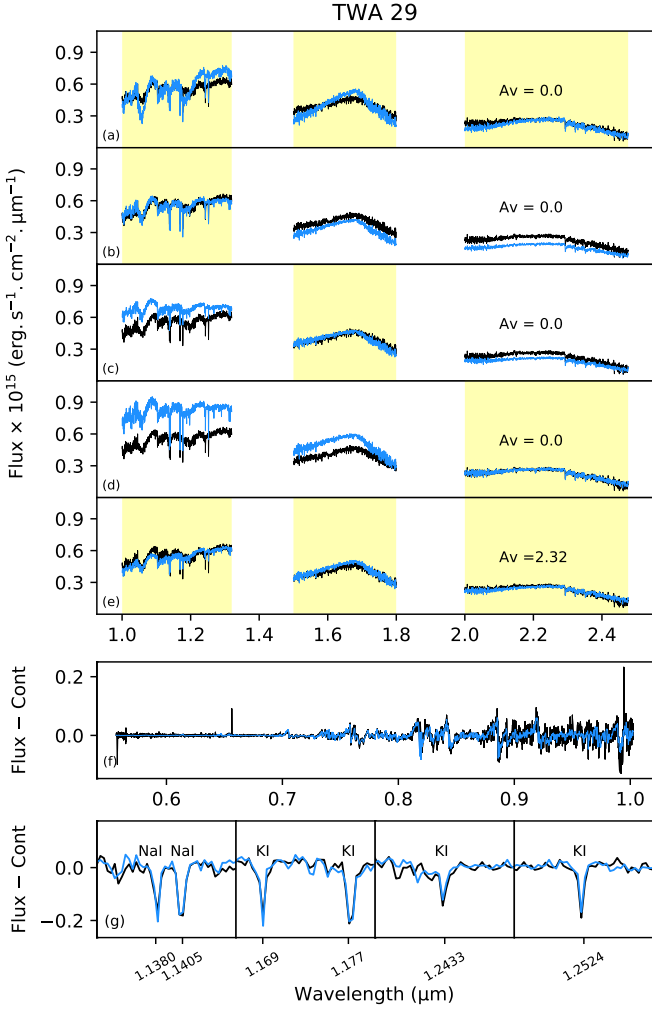 TWA 29
Flux × 10^15 (erg. s^−1. cm^−2. μm^−1)
0.9
0.6
0.3
Av = 0.0
(a)
0.9
0.6
0.3
Av = 0.0
(b)
0.9
0.6
0.3
Av = 0.0
(c)
0.9
0.6
0.3
Av = 0.0
(d)
0.9
0.6
0.3
Av =2.32
(e)
1.0 1.2 1.4 1.6 1.8 2.0 2.2 2.4
Flux − Cont
0.2
0.0
(f)
0.6 0.7 0.8 0.9 1.0
Flux − Cont
NaI NaI KI KI KI KI
0.0
−0.2
(g)
1.1380 1.1405 1.169 1.177 1.2433 1.2524
Wavelength (μm)